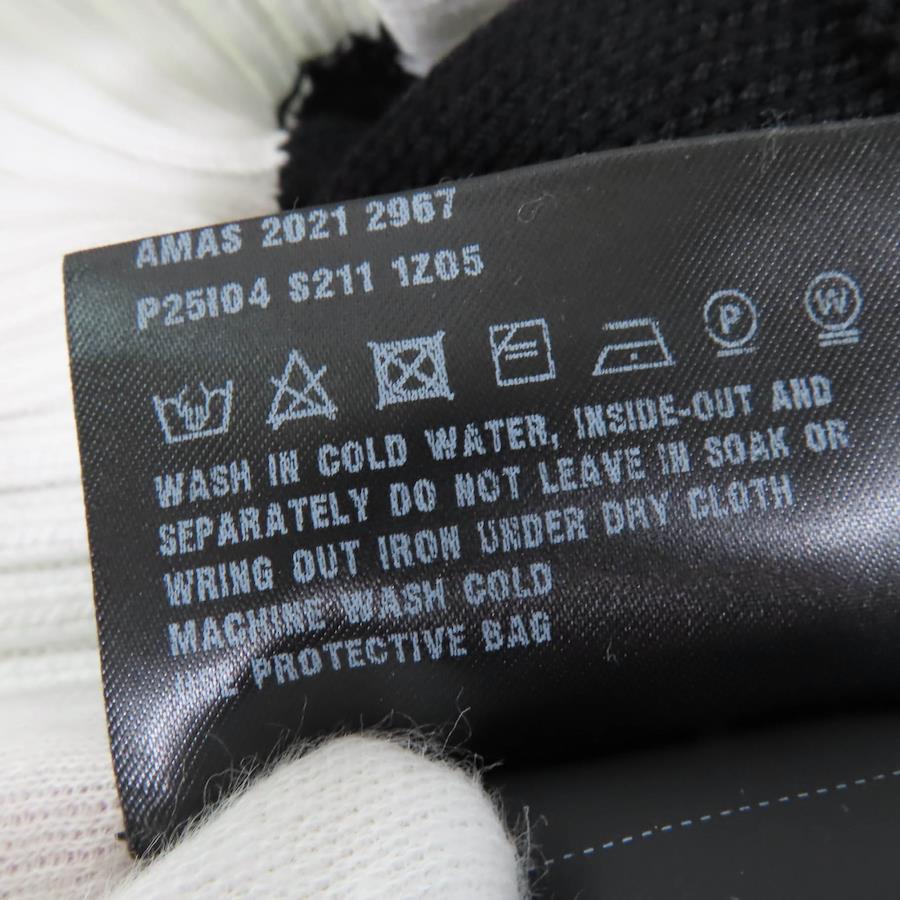 AMAS 2021 2967
P25I04 S211 1Z05
P W
WASH IN COLD WATER, INSIDE-OUT AND
SEPARATELY DO NOT LEAVE IN SOAK OR
WRING OUT IRON UNDER DRY CLOTH
MACHINE WASH COLD
PROTECTIVE BAG